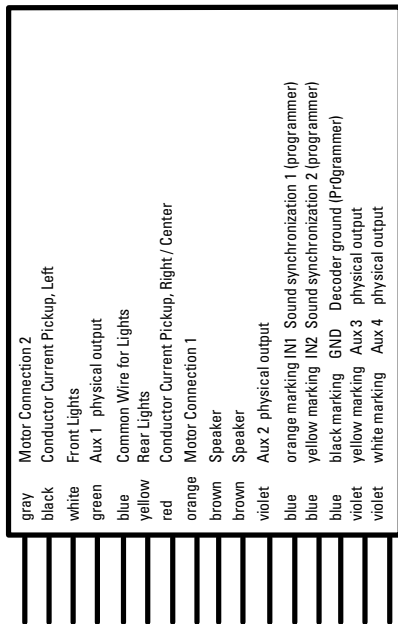 gray Motor Connection 2
black Conductor Current Pickup, Left
white Front Lights
green Aux 1 physical output
blue Common Wire for Lights
yellow Rear Lights
red Conductor Current Pickup, Right / Center
orange Motor Connection 1
brown Speaker
brown Speaker
violet Aux 2 physical output
blue orange marking IN1 Sound synchronization 1 (programmer)
blue yellow marking IN2 Sound synchronization 2 (programmer)
blue black marking GND Decoder ground (Pr0grammer)
violet yellow marking Aux 3 physical output
violet white marking Aux 4 physical output